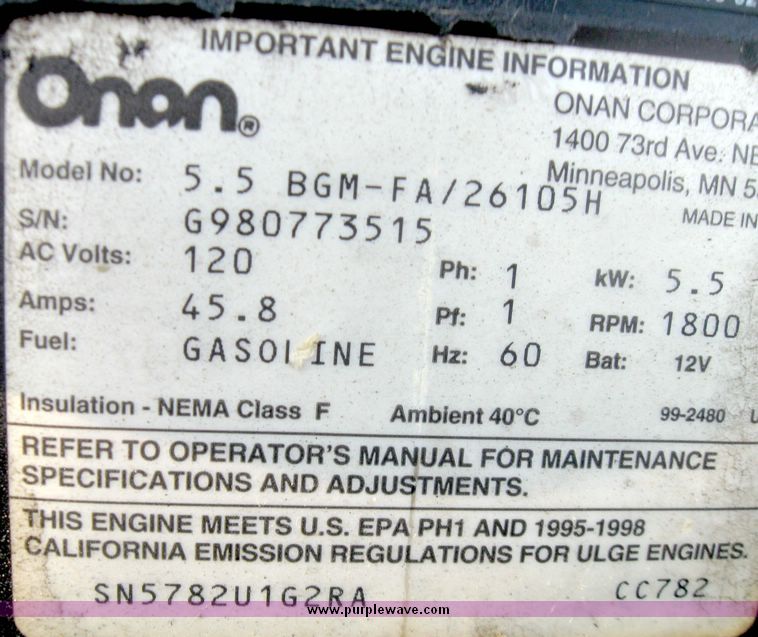 IMPORTANT ENGINE INFORMATION
Onan®
ONAN CORPORA
1400 73rd Ave. NE
Minneapolis, MN 5
MADE IN
Model No: 5.5 BGM-FA/26105H
S/N: G980773515
AC Volts: 120 Ph: 1 kW: 5.5
Amps: 45.8 Pf: 1 RPM: 1800
Fuel: GASOLINE Hz: 60 Bat: 12V
Insulation - NEMA Class F Ambient 40°C 99-2480
REFER TO OPERATOR'S MANUAL FOR MAINTENANCE
SPECIFICATIONS AND ADJUSTMENTS.
THIS ENGINE MEETS U.S. EPA PH1 AND 1995-1998
CALIFORNIA EMISSION REGULATIONS FOR ULGE ENGINES.
SN5782U1G2RA CC782
www.purplewave.com